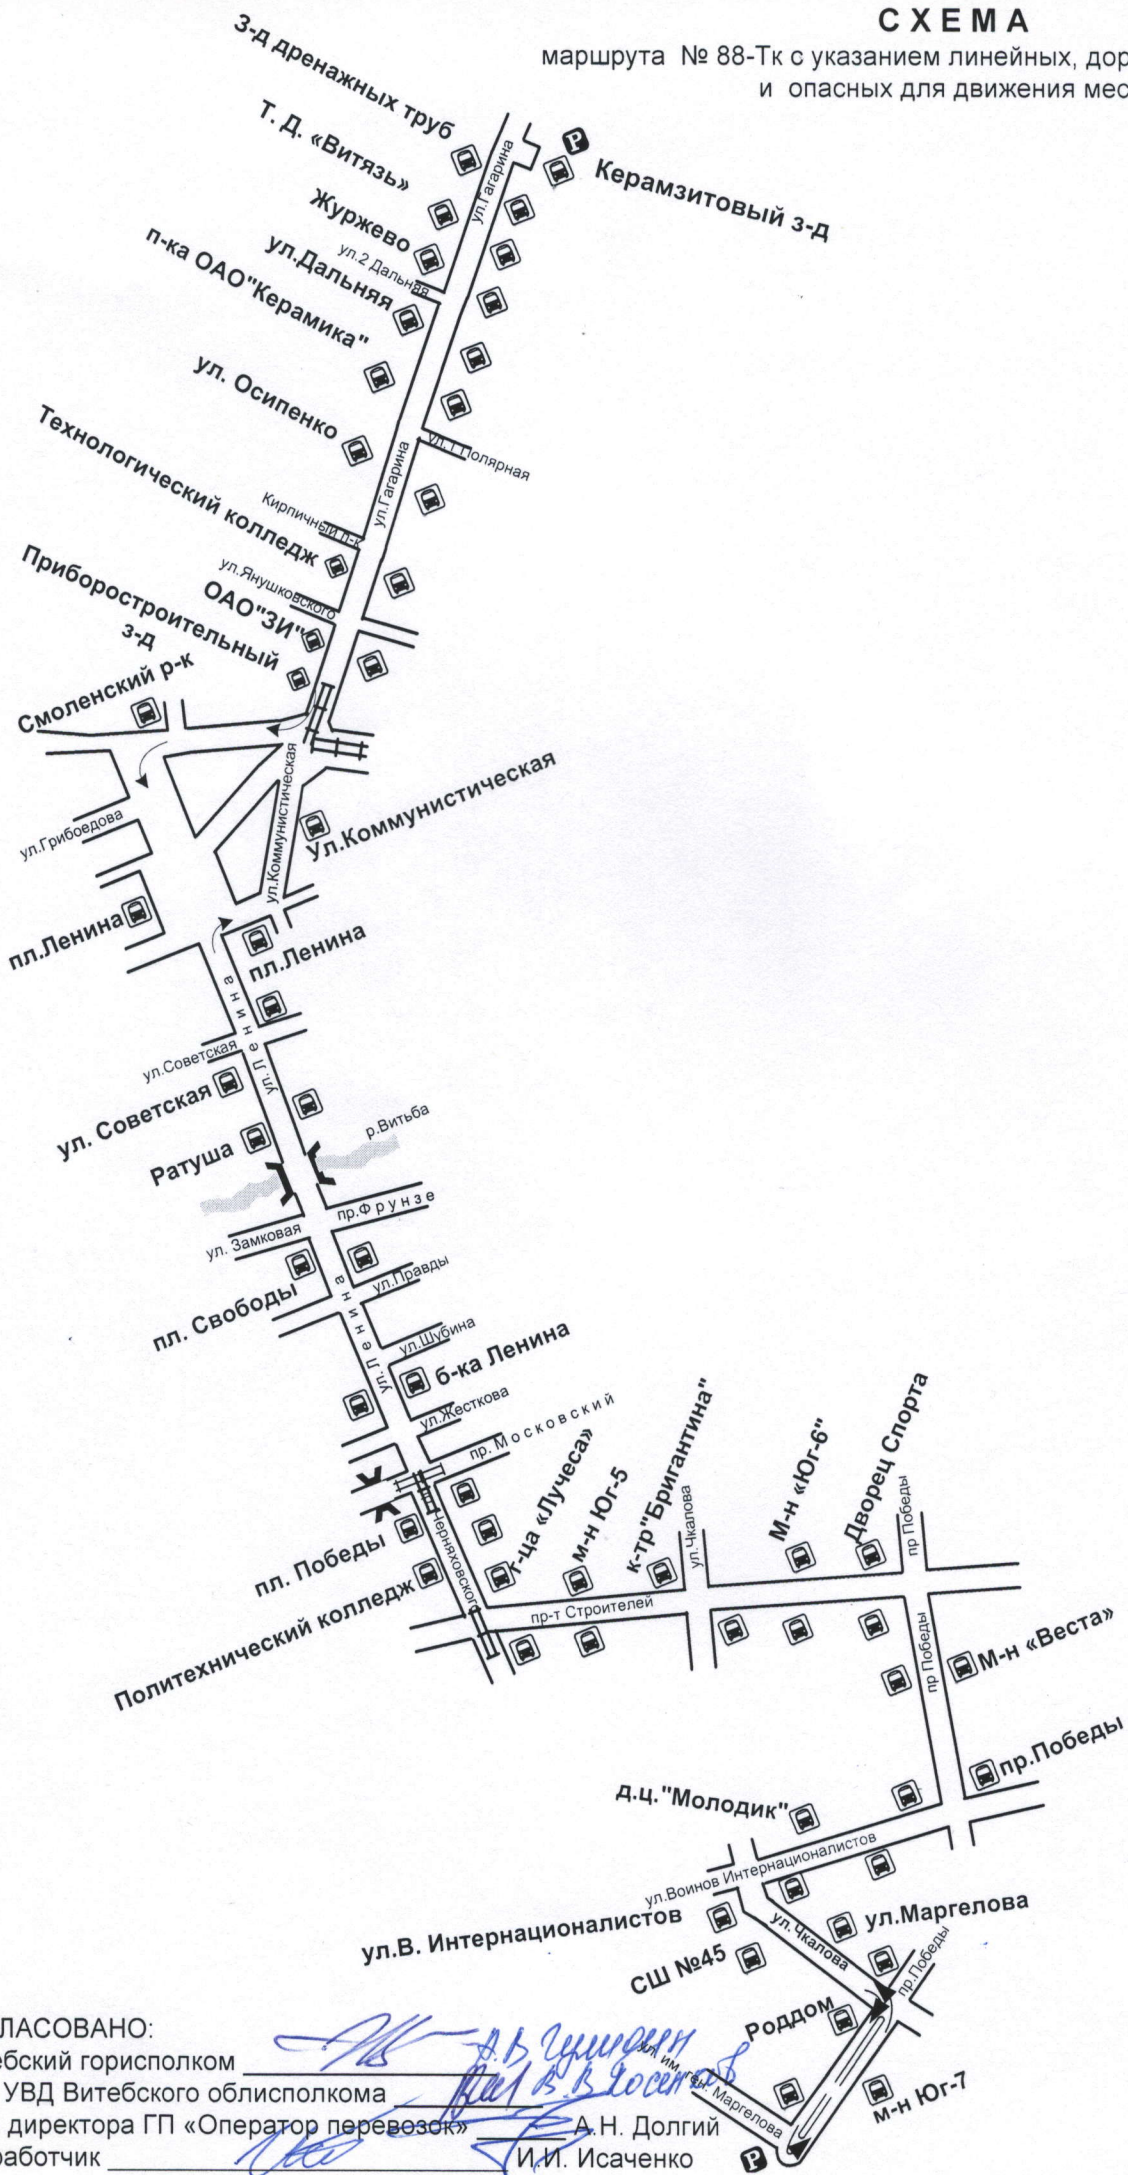 СХЕМА
маршрута № 88-Тк с указанием линейных, дор
и опасных для движения мес
З-д дренажных труб
Т. Д. «Витязь»
Керамзитовый з-д
ул.Гагарина
Журжево
ул.2 Дальняя
ул.Дальняя
п-ка ОАО"Керамика"
ул. Осипенко
ул.1 Полярная
ул.Гагарина
Технологический колледж
Кирпичный п-к
ул.Янушковского
ОАО"ЗИ"
Приборостроительный
з-д
Смоленский р-к
ул.Коммунистическая
Ул.Коммунистическая
ул.Грибоедова
пл.Ленина
пл.Ленина
ул.Ленина
ул.Советская
ул. Советская
Ратуша
р.Витьба
пр.Фрунзе
ул. Замковая
ул.Правды
пл. Свободы
ул.Ленина
ул.Шубина
б-ка Ленина
ул.Жесткова
пр. Московский
пл. Победы
Черняховского
Политехнический колледж
г-ца «Лучеса»
м-н Юг-5
к-тр"Бригантина"
ул.Чкалова
М-н «Юг-6"
Дворец Спорта
пр Победы
пр-т Строителей
пр Победы
М-н «Веста»
пр.Победы
д.ц."Молодик"
ул.Воинов Интернационалистов
ул.В. Интернационалистов
ул.Чкалова
ул.Маргелова
СШ №45
пр.Победы
Роддом
ул. им. ген. Маргелова
м-н Юг-7
P
P
ЛАСОВАНО:
ебский горисполком
УВД Витебского облисполкома
директора ГП «Оператор перевозок» А.Н. Долгий
работчик И.И. Исаченко